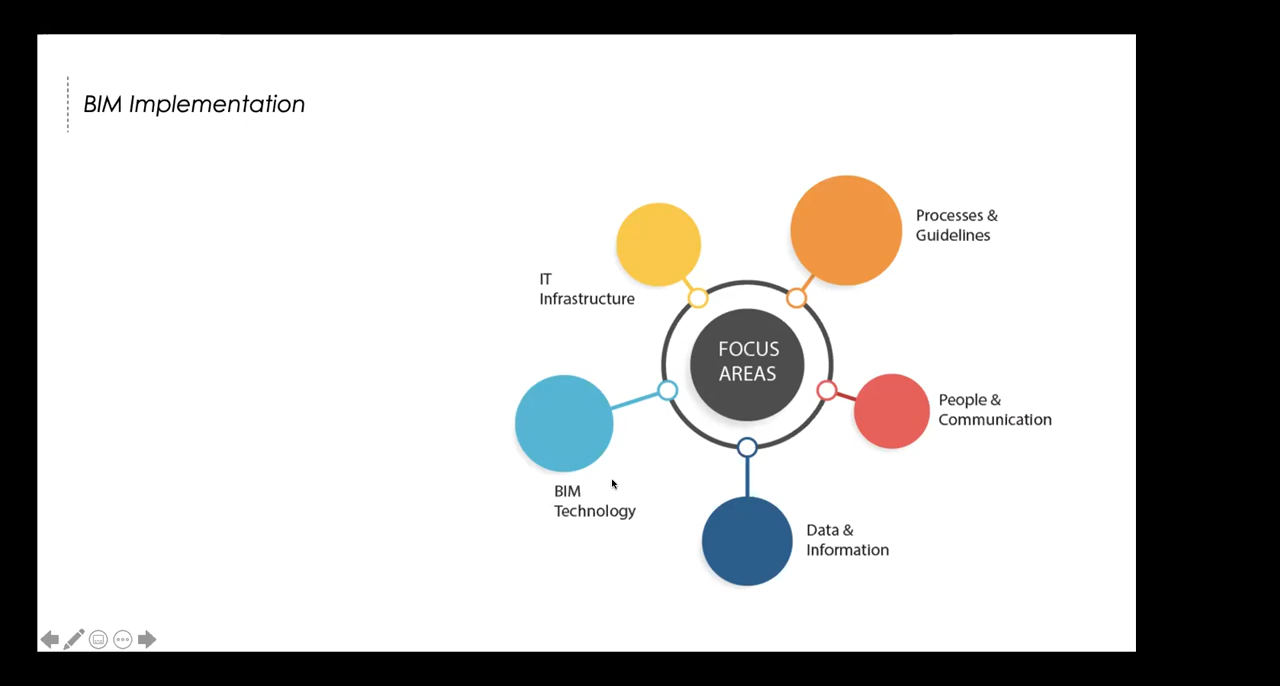 BIM Implementation
Processes &
Guidelines
IT
Infrastructure
FOCUS
AREAS
People &
Communication
BIM
Technology
Data &
Information